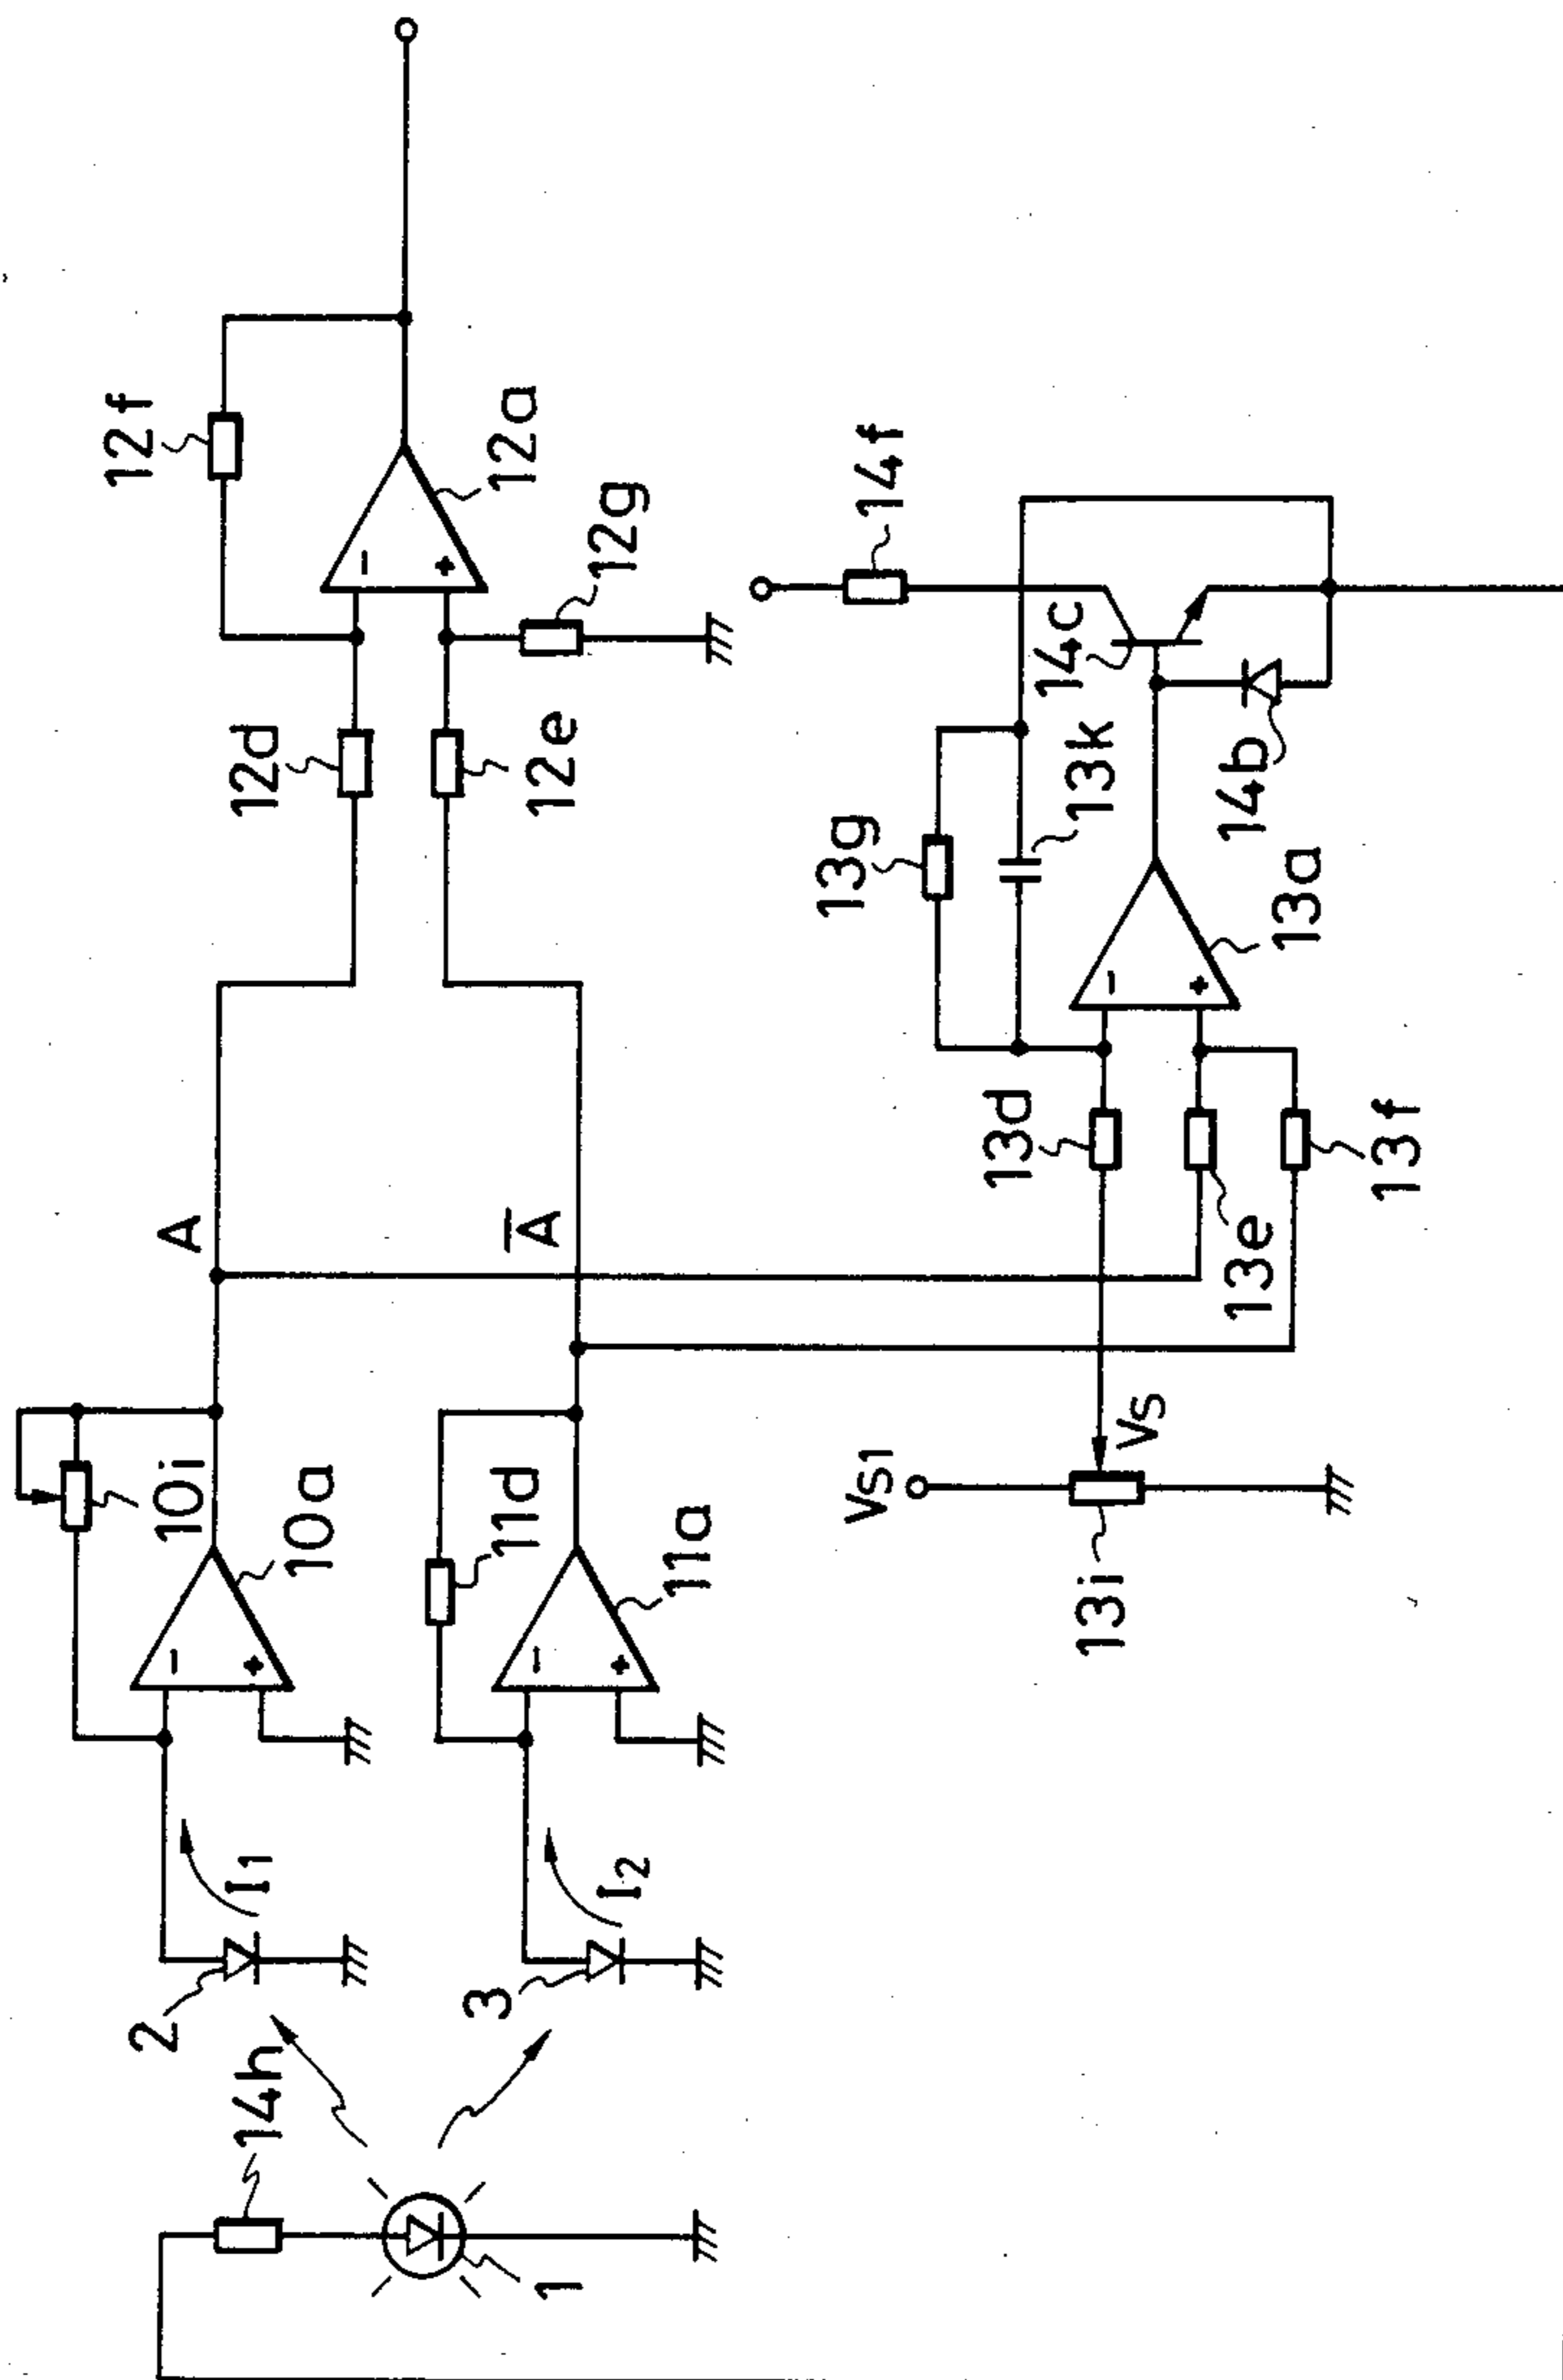 12f
12a
12g
12d
12e
14f
14c
13k
14b
13g
13a
13d
13e
13f
A
A̅
10i
10a
11d
11a
Vs1
Vs
13i
I1
I2
2
3
14h
1
-
+
-
+
-
+
-
+